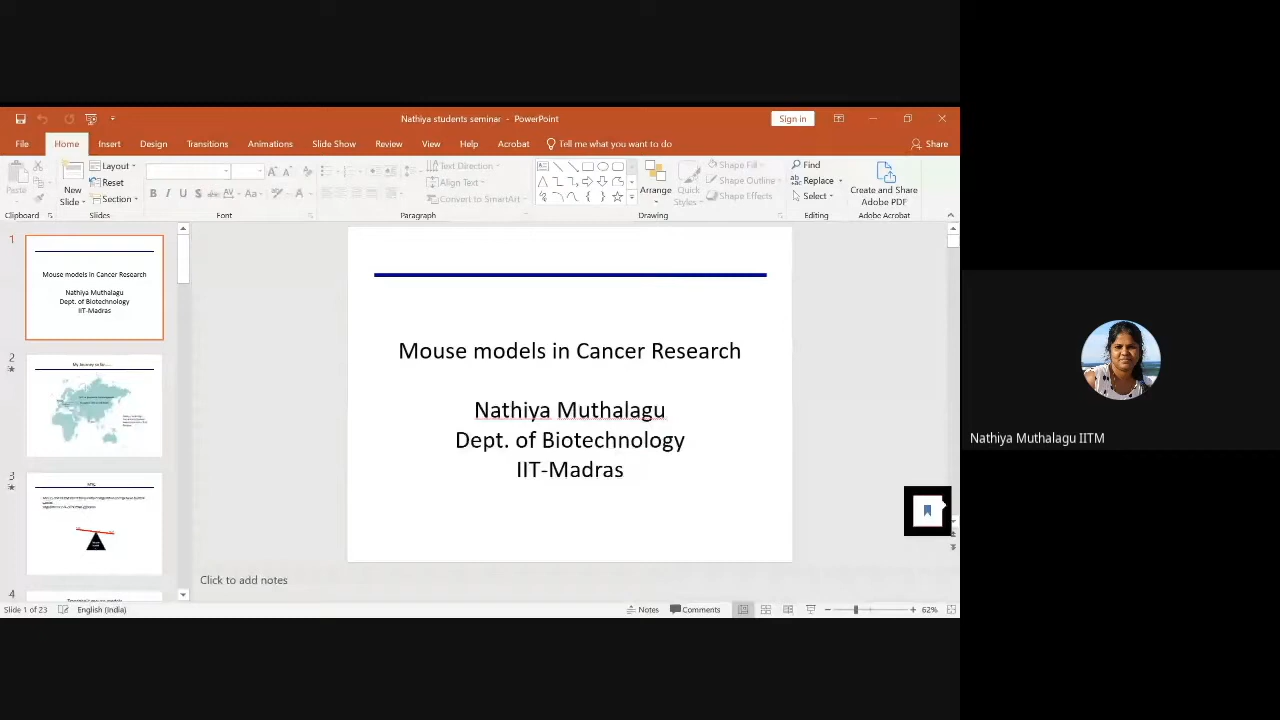 Nathiya students seminar - PowerPoint
Sign in
File Home Insert Design Transitions Animations Slide Show Review View Help Acrobat Tell me what you want to do Share
Paste
New Slide
Layout
Reset
Section
Text Direction
Align Text
Convert to SmartArt
Arrange
Quick Styles
Shape Fill
Shape Outline
Shape Effects
Find
Replace
Select
Create and Share Adobe PDF
Clipboard Slides Font Paragraph Drawing Editing Adobe Acrobat
1
Mouse models in Cancer Research
Nathiya Muthalagu
Dept. of Biotechnology
IIT-Madras
2
3
4
Mouse models in Cancer Research
Nathiya Muthalagu
Dept. of Biotechnology
IIT-Madras
Click to add notes
Nathiya Muthalagu IITM
Slide 1 of 23 English (India) Notes Comments 62%